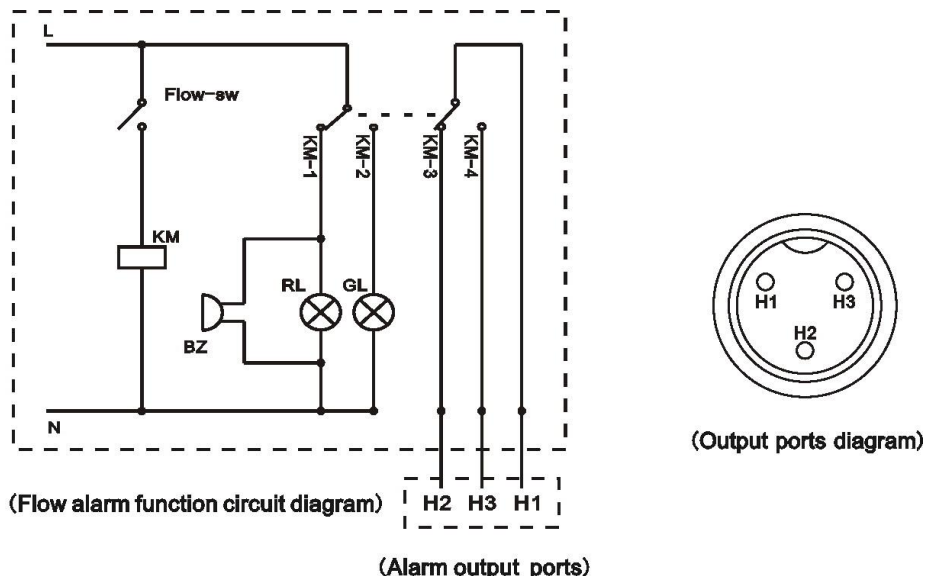 L
Flow-sw
KM-1
KM-2
KM-3
KM-4
KM
RL
GL
BZ
N
H1
H3
H2
(Output ports diagram)
(Flow alarm function circuit diagram)
H2 H3 H1
(Alarm output ports)